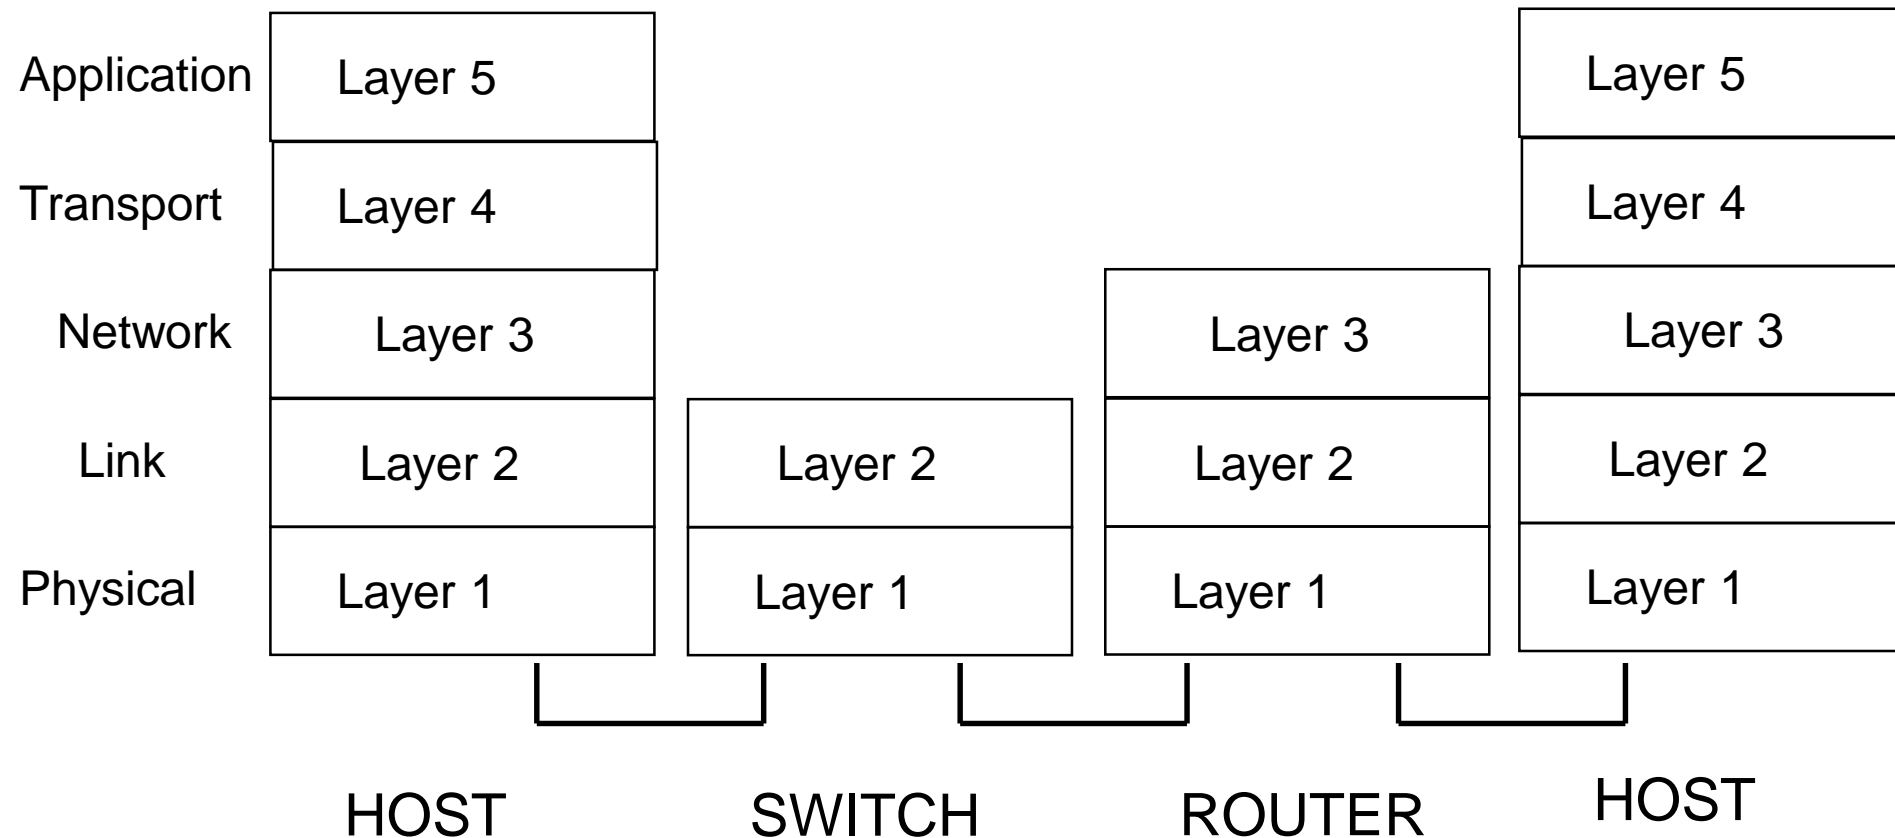 Application Layer 5 Layer 5
Transport Layer 4 Layer 4
Network Layer 3 Layer 3 Layer 3
Link Layer 2 Layer 2 Layer 2 Layer 2
Physical Layer 1 Layer 1 Layer 1 Layer 1
HOST SWITCH ROUTER HOST